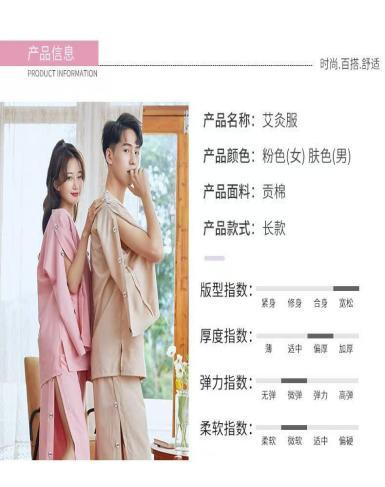 产品信息
PRODUCT INFORMATION
时尚.百搭.舒适
产品名称：艾灸服
产品颜色：粉色(女) 肤色(男)
产品面料：贡棉
产品款式：长款
版型指数：
紧身 修身 合身 宽松
厚度指数：
薄 适中 偏厚 加厚
弹力指数：
无弹 微弹 弹力 高弹
柔软指数：
柔软 微软 适中 偏硬